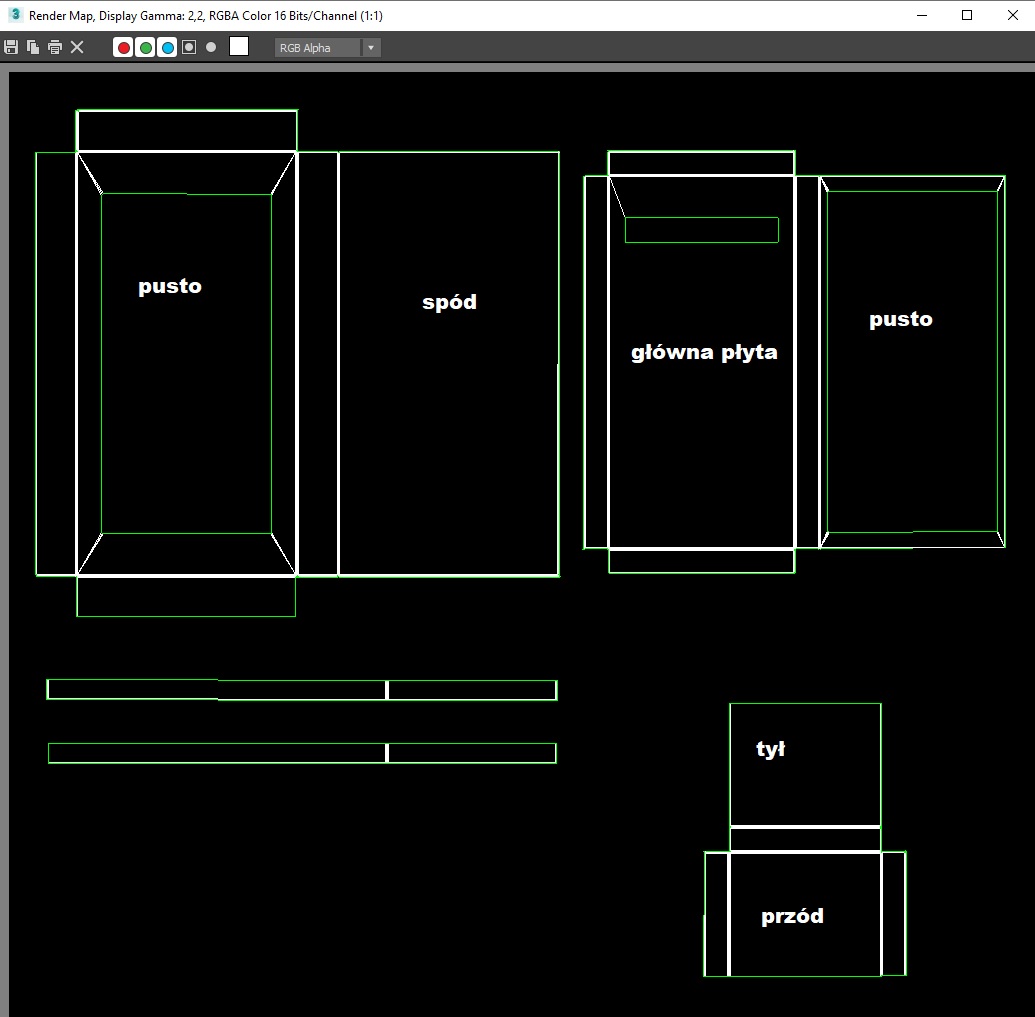 Render Map, Display Gamma: 2,2, RGBA Color 16 Bits/Channel (1:1)
RGB Alpha
pusto
spód
główna płyta
pusto
tył
przód